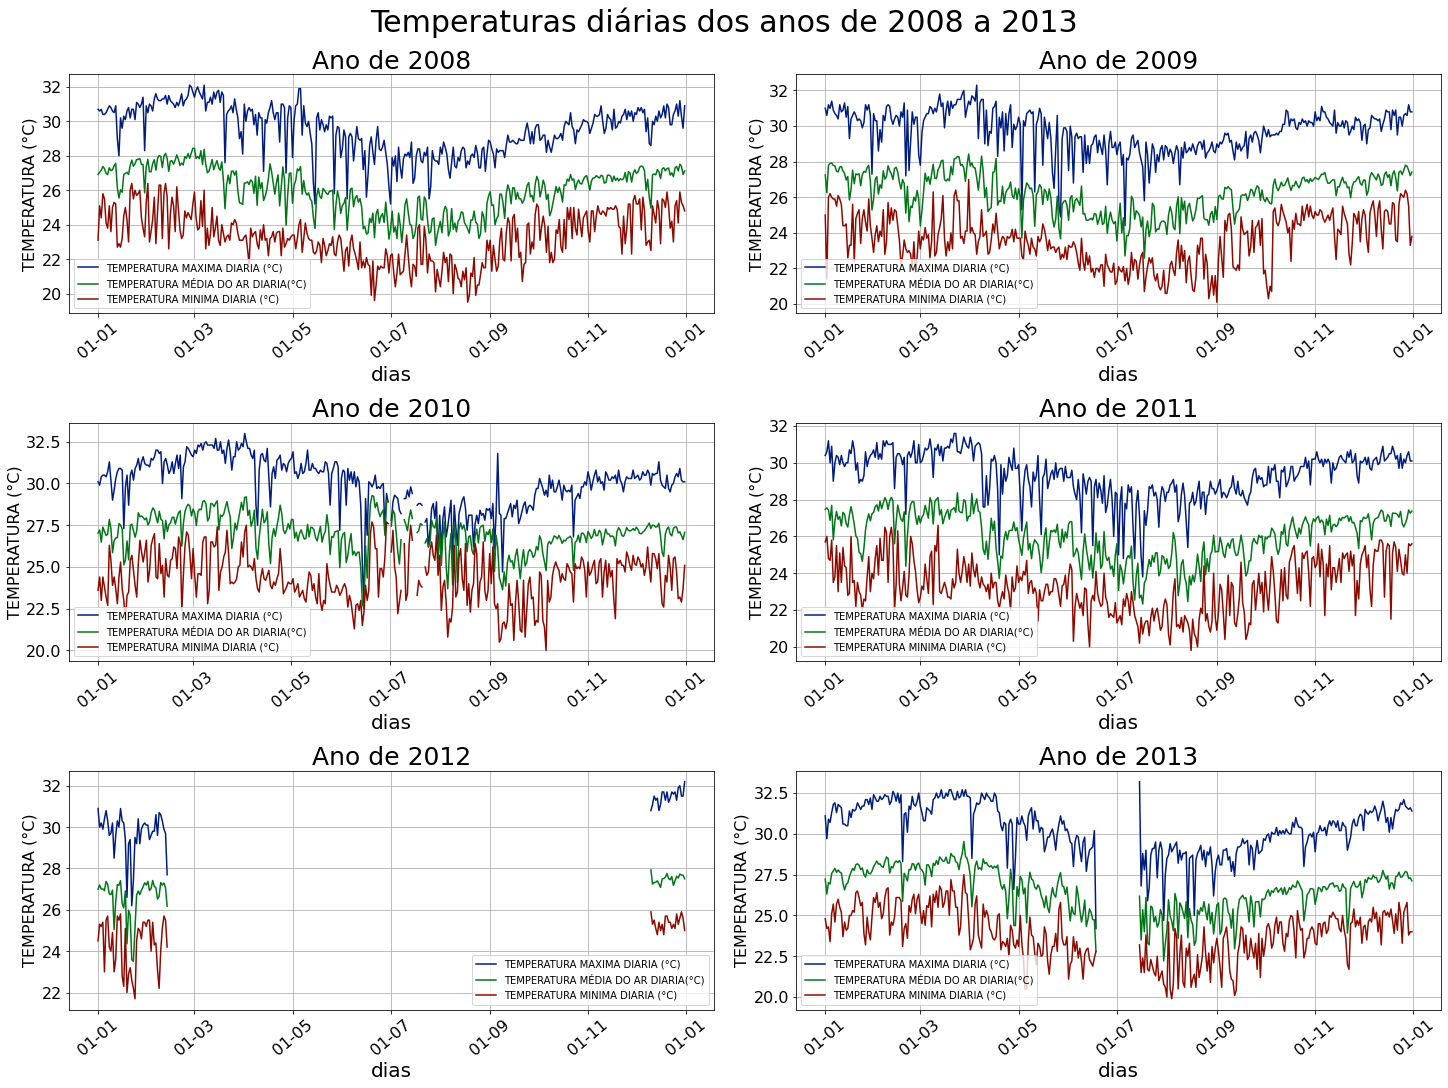 Temperaturas diárias dos anos de 2008 a 2013
Ano de 2008
TEMPERATURA (°C)
32
30
28
26
24
22
20
TEMPERATURA MAXIMA DIARIA (°C)
TEMPERATURA MÉDIA DO AR DIARIA(°C)
TEMPERATURA MINIMA DIARIA (°C)
01-01 01-03 01-05 01-07 01-09 01-11 01-01
dias
Ano de 2009
TEMPERATURA (°C)
32
30
28
26
24
22
20
TEMPERATURA MAXIMA DIARIA (°C)
TEMPERATURA MÉDIA DO AR DIARIA(°C)
TEMPERATURA MINIMA DIARIA (°C)
01-01 01-03 01-05 01-07 01-09 01-11 01-01
dias
Ano de 2010
TEMPERATURA (°C)
32.5
30.0
27.5
25.0
22.5
20.0
TEMPERATURA MAXIMA DIARIA (°C)
TEMPERATURA MÉDIA DO AR DIARIA(°C)
TEMPERATURA MINIMA DIARIA (°C)
01-01 01-03 01-05 01-07 01-09 01-11 01-01
dias
Ano de 2011
TEMPERATURA (°C)
32
30
28
26
24
22
20
TEMPERATURA MAXIMA DIARIA (°C)
TEMPERATURA MÉDIA DO AR DIARIA(°C)
TEMPERATURA MINIMA DIARIA (°C)
01-01 01-03 01-05 01-07 01-09 01-11 01-01
dias
Ano de 2012
TEMPERATURA (°C)
32
30
28
26
24
22
TEMPERATURA MAXIMA DIARIA (°C)
TEMPERATURA MÉDIA DO AR DIARIA(°C)
TEMPERATURA MINIMA DIARIA (°C)
01-01 01-03 01-05 01-07 01-09 01-11 01-01
dias
Ano de 2013
TEMPERATURA (°C)
32.5
30.0
27.5
25.0
22.5
20.0
TEMPERATURA MAXIMA DIARIA (°C)
TEMPERATURA MÉDIA DO AR DIARIA(°C)
TEMPERATURA MINIMA DIARIA (°C)
01-01 01-03 01-05 01-07 01-09 01-11 01-01
dias